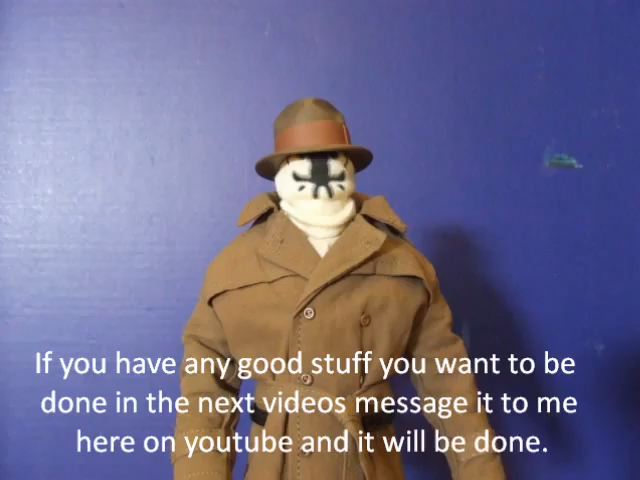 If you have any good stuff you want to be
done in the next videos message it to me
here on youtube and it will be done.